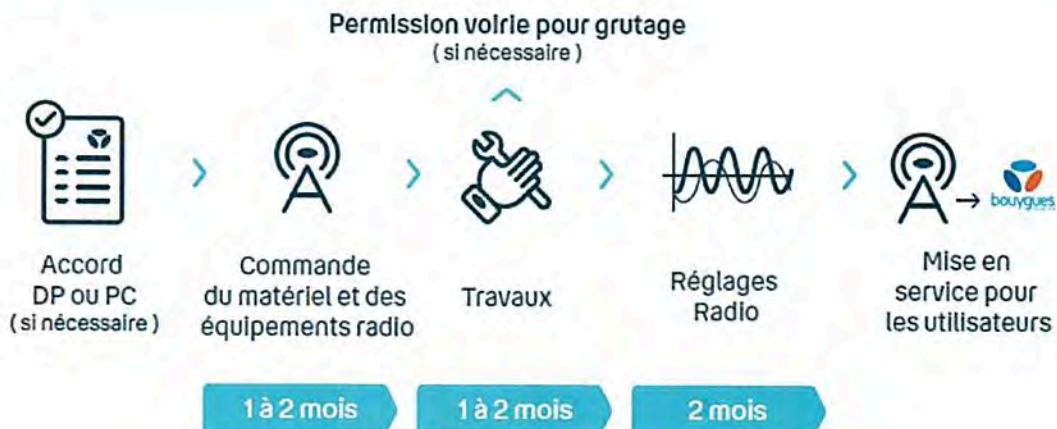 Permission voirie pour grutage
( si nécessaire )
Accord
DP ou PC
( si nécessaire )
Commande
du matériel et des
équipements radio
Travaux
Réglages
Radio
bouygues
Mise en
service pour
les utilisateurs
1 à 2 mois
1 à 2 mois
2 mois